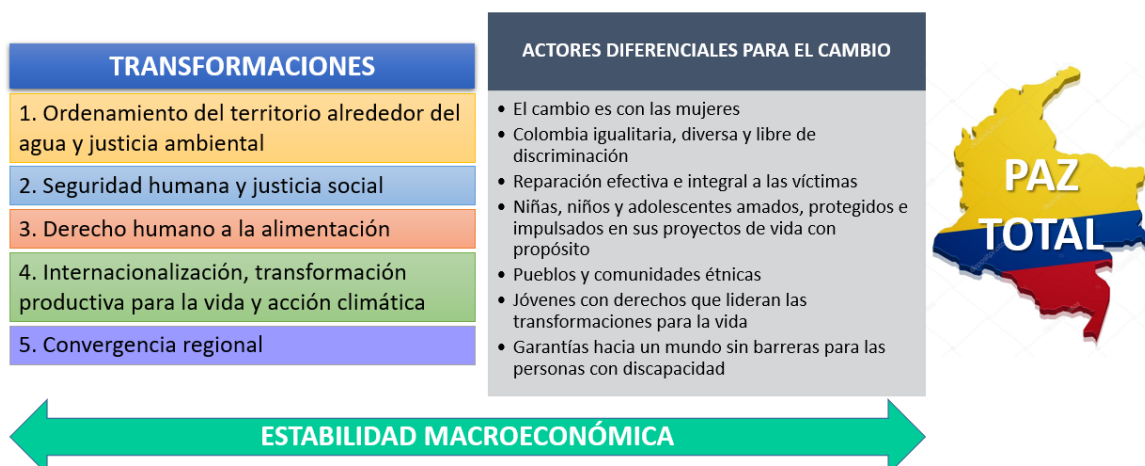 TRANSFORMACIONES
1. Ordenamiento del territorio alrededor del
agua y justicia ambiental
2. Seguridad humana y justicia social
3. Derecho humano a la alimentación
4. Internacionalización, transformación
productiva para la vida y acción climática
5. Convergencia regional
ACTORES DIFERENCIALES PARA EL CAMBIO
• El cambio es con las mujeres
• Colombia igualitaria, diversa y libre de
discriminación
• Reparación efectiva e integral a las víctimas
• Niñas, niños y adolescentes amados, protegidos e
impulsados en sus proyectos de vida con
propósito
• Pueblos y comunidades étnicas
• Jóvenes con derechos que lideran las
transformaciones para la vida
• Garantías hacia un mundo sin barreras para las
personas con discapacidad
PAZ
TOTAL
ESTABILIDAD MACROECONÓMICA